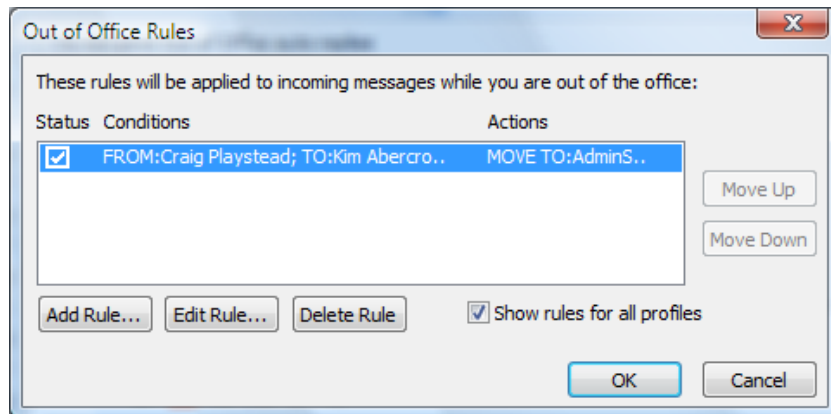 Out of Office Rules
These rules will be applied to incoming messages while you are out of the office:
Status Conditions Actions
FROM:Craig Playstead; TO:Kim Abercro.. MOVE TO:AdminS..
Move Up
Move Down
Add Rule... Edit Rule... Delete Rule Show rules for all profiles
OK Cancel